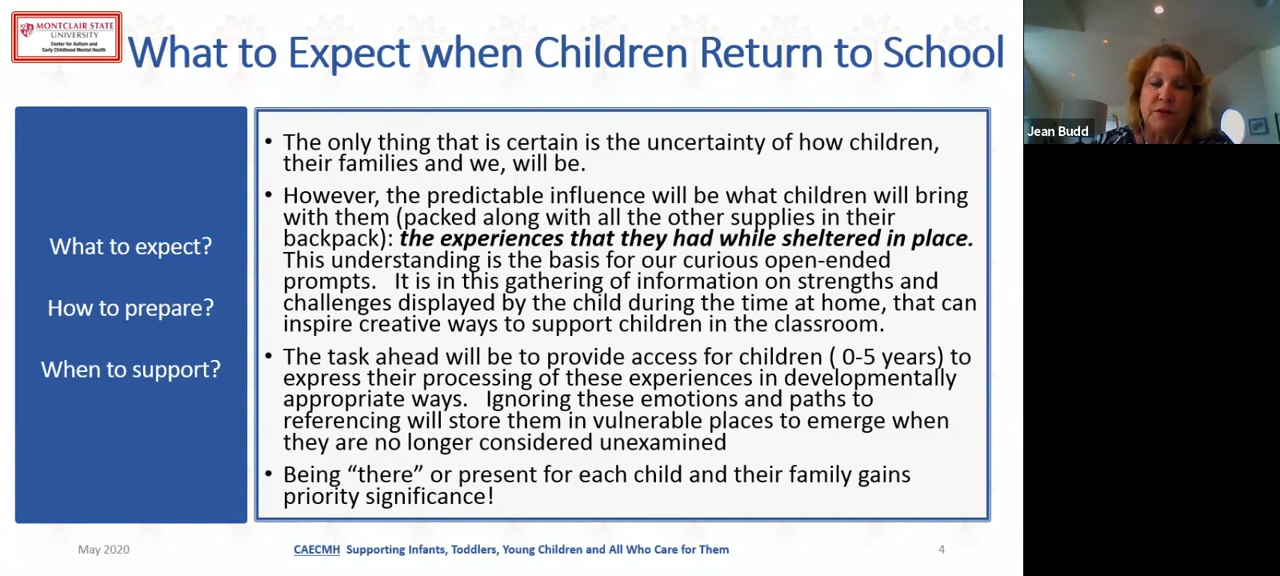 MONTCLAIR STATE
UNIVERSITY
Center for Autism and
Early Childhood Mental Health
What to Expect when Children Return to School
What to expect?
How to prepare?
When to support?
• The only thing that is certain is the uncertainty of how children,
their families and we, will be.
• However, the predictable influence will be what children will bring
with them (packed along with all the other supplies in their
backpack): the experiences that they had while sheltered in place.
This understanding is the basis for our curious open-ended
prompts.   It is in this gathering of information on strengths and
challenges displayed by the child during the time at home, that can
inspire creative ways to support children in the classroom.
• The task ahead will be to provide access for children ( 0-5 years) to
express their processing of these experiences in developmentally
appropriate ways.   Ignoring these emotions and paths to
referencing will store them in vulnerable places to emerge when
they are no longer considered unexamined
• Being “there” or present for each child and their family gains
priority significance!
May 2020
CAECMH  Supporting Infants, Toddlers, Young Children and All Who Care for Them
4
Jean Budd